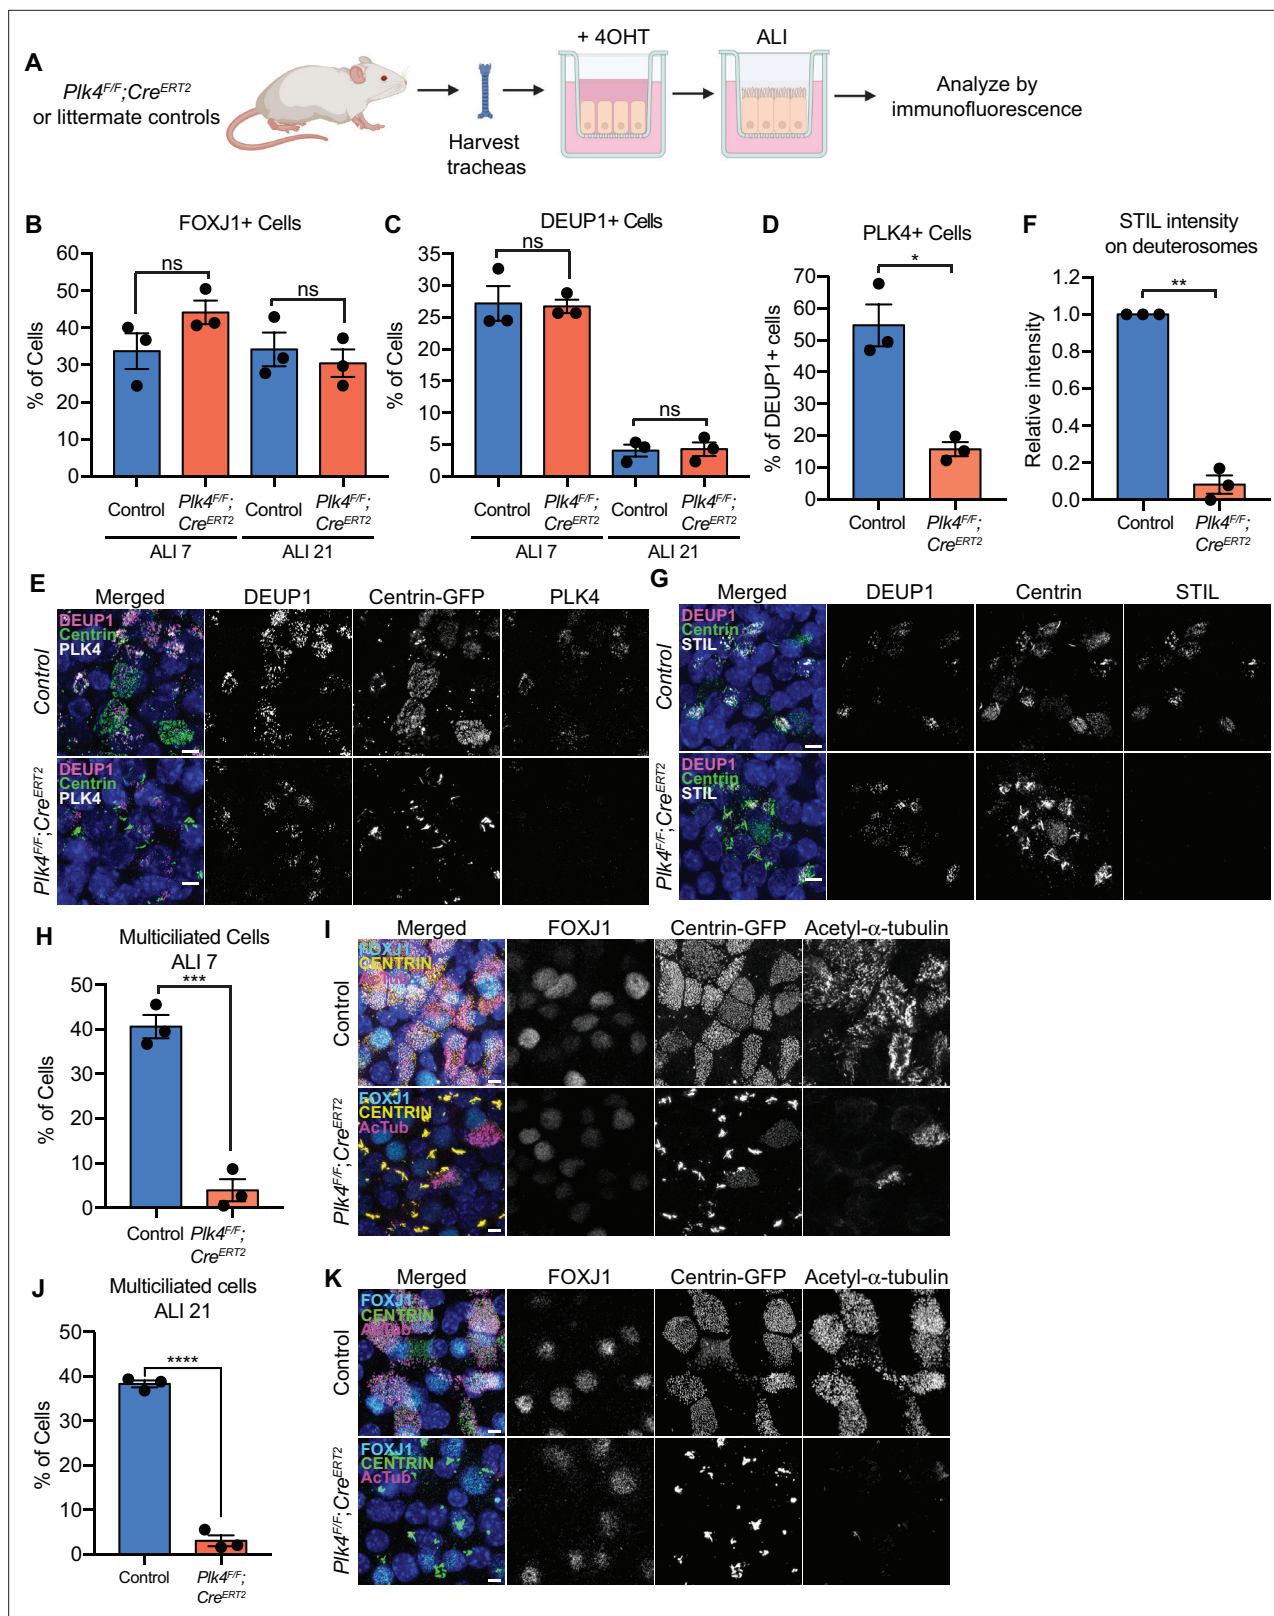 A
Plk4F/F;CreERT2
or littermate controls
Harvest
tracheas
+ 4OHT
ALI
Analyze by
immunofluorescence
B
FOXJ1+ Cells
% of Cells
60
50
40
30
20
10
0
ns
ns
Control
Plk4F/F;
CreERT2
Control
Plk4F/F;
CreERT2
ALI 7
ALI 21
C
DEUP1+ Cells
% of Cells
35
30
25
20
15
10
5
0
ns
ns
Control
Plk4F/F;
CreERT2
Control
Plk4F/F;
CreERT2
ALI 7
ALI 21
D
PLK4+ Cells
% of DEUP1+ cells
70
60
50
40
30
20
10
0
*
Control
Plk4F/F;
CreERT2
F
STIL intensity
on deuterosomes
Relative intensity
1.2
1.0
0.8
0.6
0.4
0.2
0.0
**
Control
Plk4F/F;
CreERT2
E
Merged
DEUP1
Centrin-GFP
PLK4
Control
DEUP1
Centrin
PLK4
Plk4F/F;CreERT2
DEUP1
Centrin
PLK4
G
Merged
DEUP1
Centrin
STIL
Control
DEUP1
Centrin
STIL
Plk4F/F;CreERT2
DEUP1
Centrin
STIL
H
Multiciliated Cells
ALI 7
% of Cells
50
40
30
20
10
0
***
Control
Plk4F/F;
CreERT2
I
Merged
FOXJ1
Centrin-GFP
Acetyl-α-tubulin
Control
FOXJ1
CENTRIN
AcTub
Plk4F/F;CreERT2
FOXJ1
CENTRIN
AcTub
J
Multiciliated cells
ALI 21
% of Cells
50
40
30
20
10
0
****
Control
Plk4F/F;
CreERT2
K
Merged
FOXJ1
Centrin-GFP
Acetyl-α-tubulin
Control
FOXJ1
CENTRIN
AcTub
Plk4F/F;CreERT2
FOXJ1
CENTRIN
AcTub